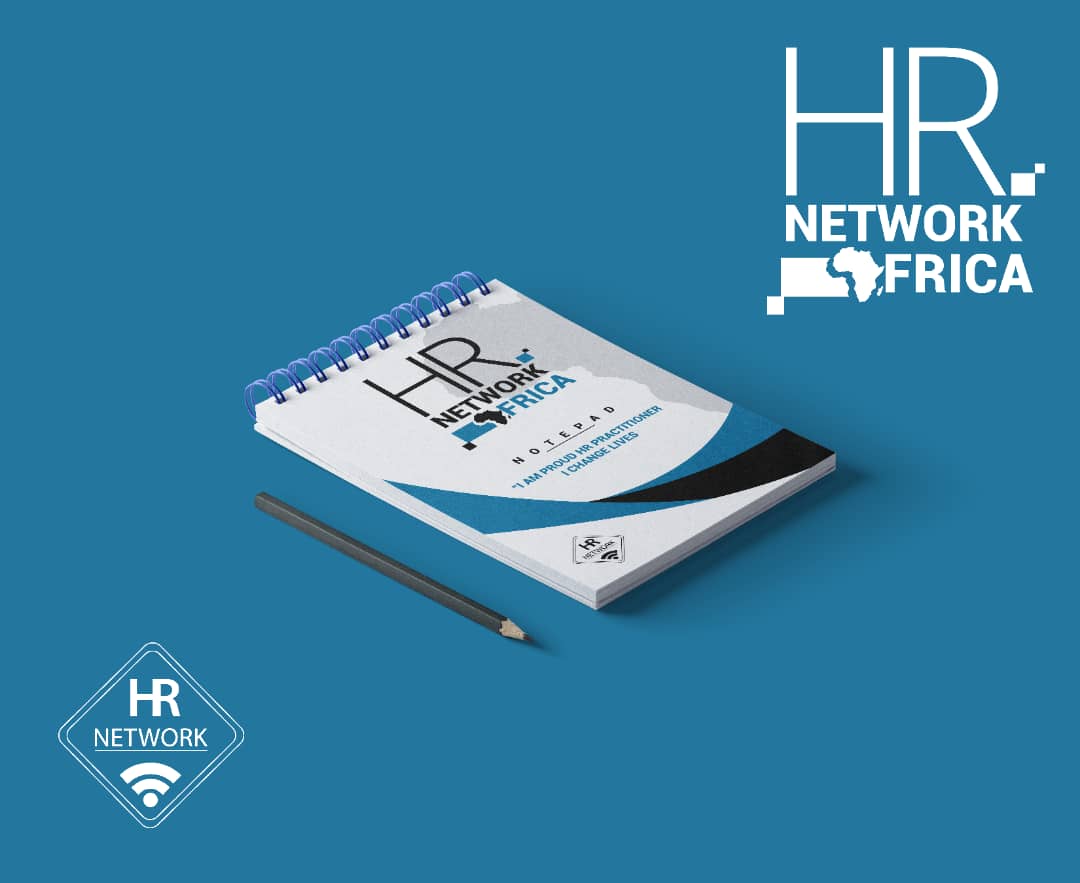 HR
NETWORK
FRICA
HR
NETWORK
FRICA
NOTEPAD
"I AM PROUD HR PRACTITIONER
I CHANGE LIVES
HR
NETWORK
HR
NETWORK